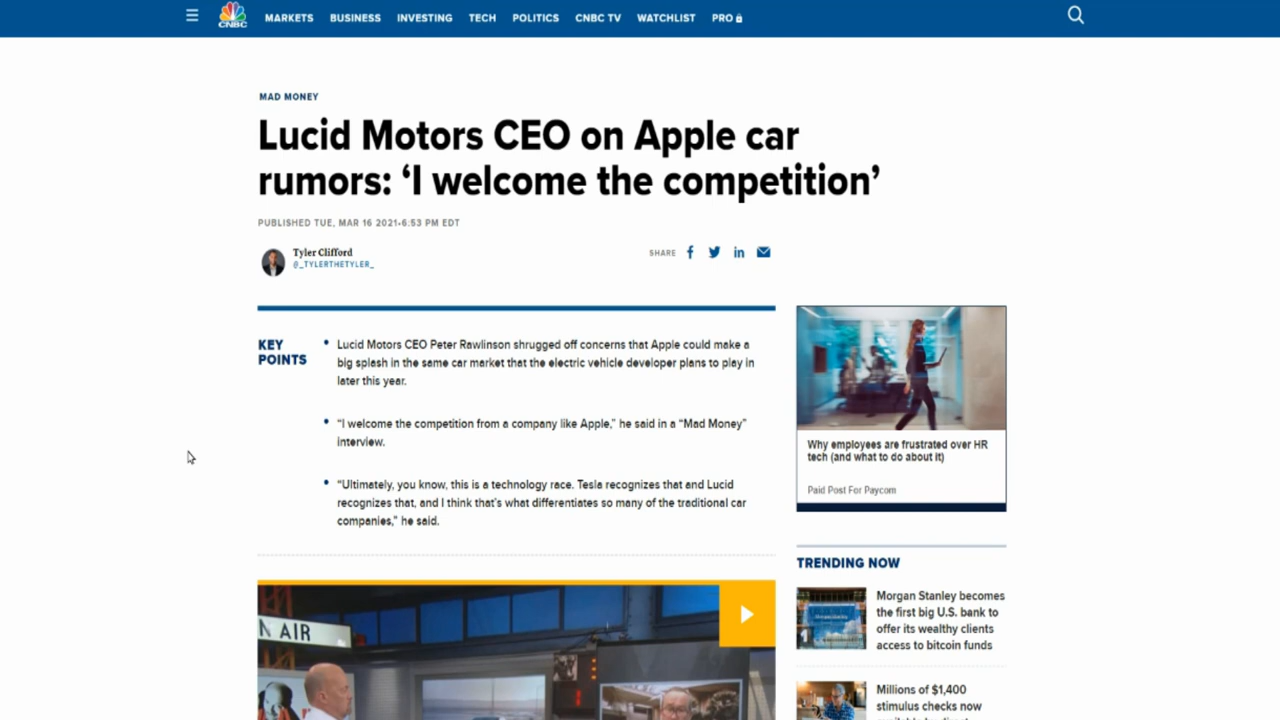 CNBC
MARKETS BUSINESS INVESTING TECH POLITICS CNBC TV WATCHLIST PRO
MAD MONEY
Lucid Motors CEO on Apple car
rumors: ‘I welcome the competition’
PUBLISHED TUE, MAR 16 2021•6:53 PM EDT
Tyler Clifford
@_TYLERTHETYLER_
SHARE
KEY
POINTS
• Lucid Motors CEO Peter Rawlinson shrugged off concerns that Apple could make a
big splash in the same car market that the electric vehicle developer plans to play in
later this year.
• “I welcome the competition from a company like Apple,” he said in a “Mad Money”
interview.
• “Ultimately, you know, this is a technology race. Tesla recognizes that and Lucid
recognizes that, and I think that’s what differentiates so many of the traditional car
companies,” he said.
N AIR
Why employees are frustrated over HR
tech (and what to do about it)
Paid Post For Paycom
TRENDING NOW
1
Morgan Stanley becomes
the first big U.S. bank to
offer its wealthy clients
access to bitcoin funds
Millions of $1,400
stimulus checks now